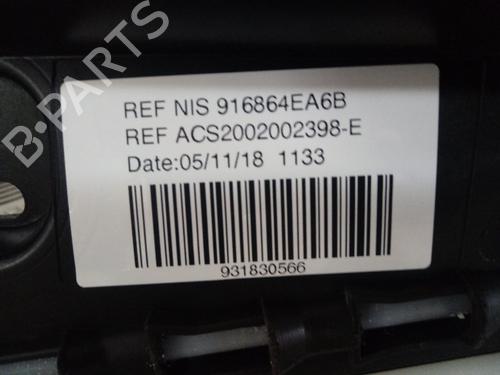 B-PARTS
REF NIS 916864EA6B
REF ACS2002002398-E
Date:05/11/18 1133
931830566